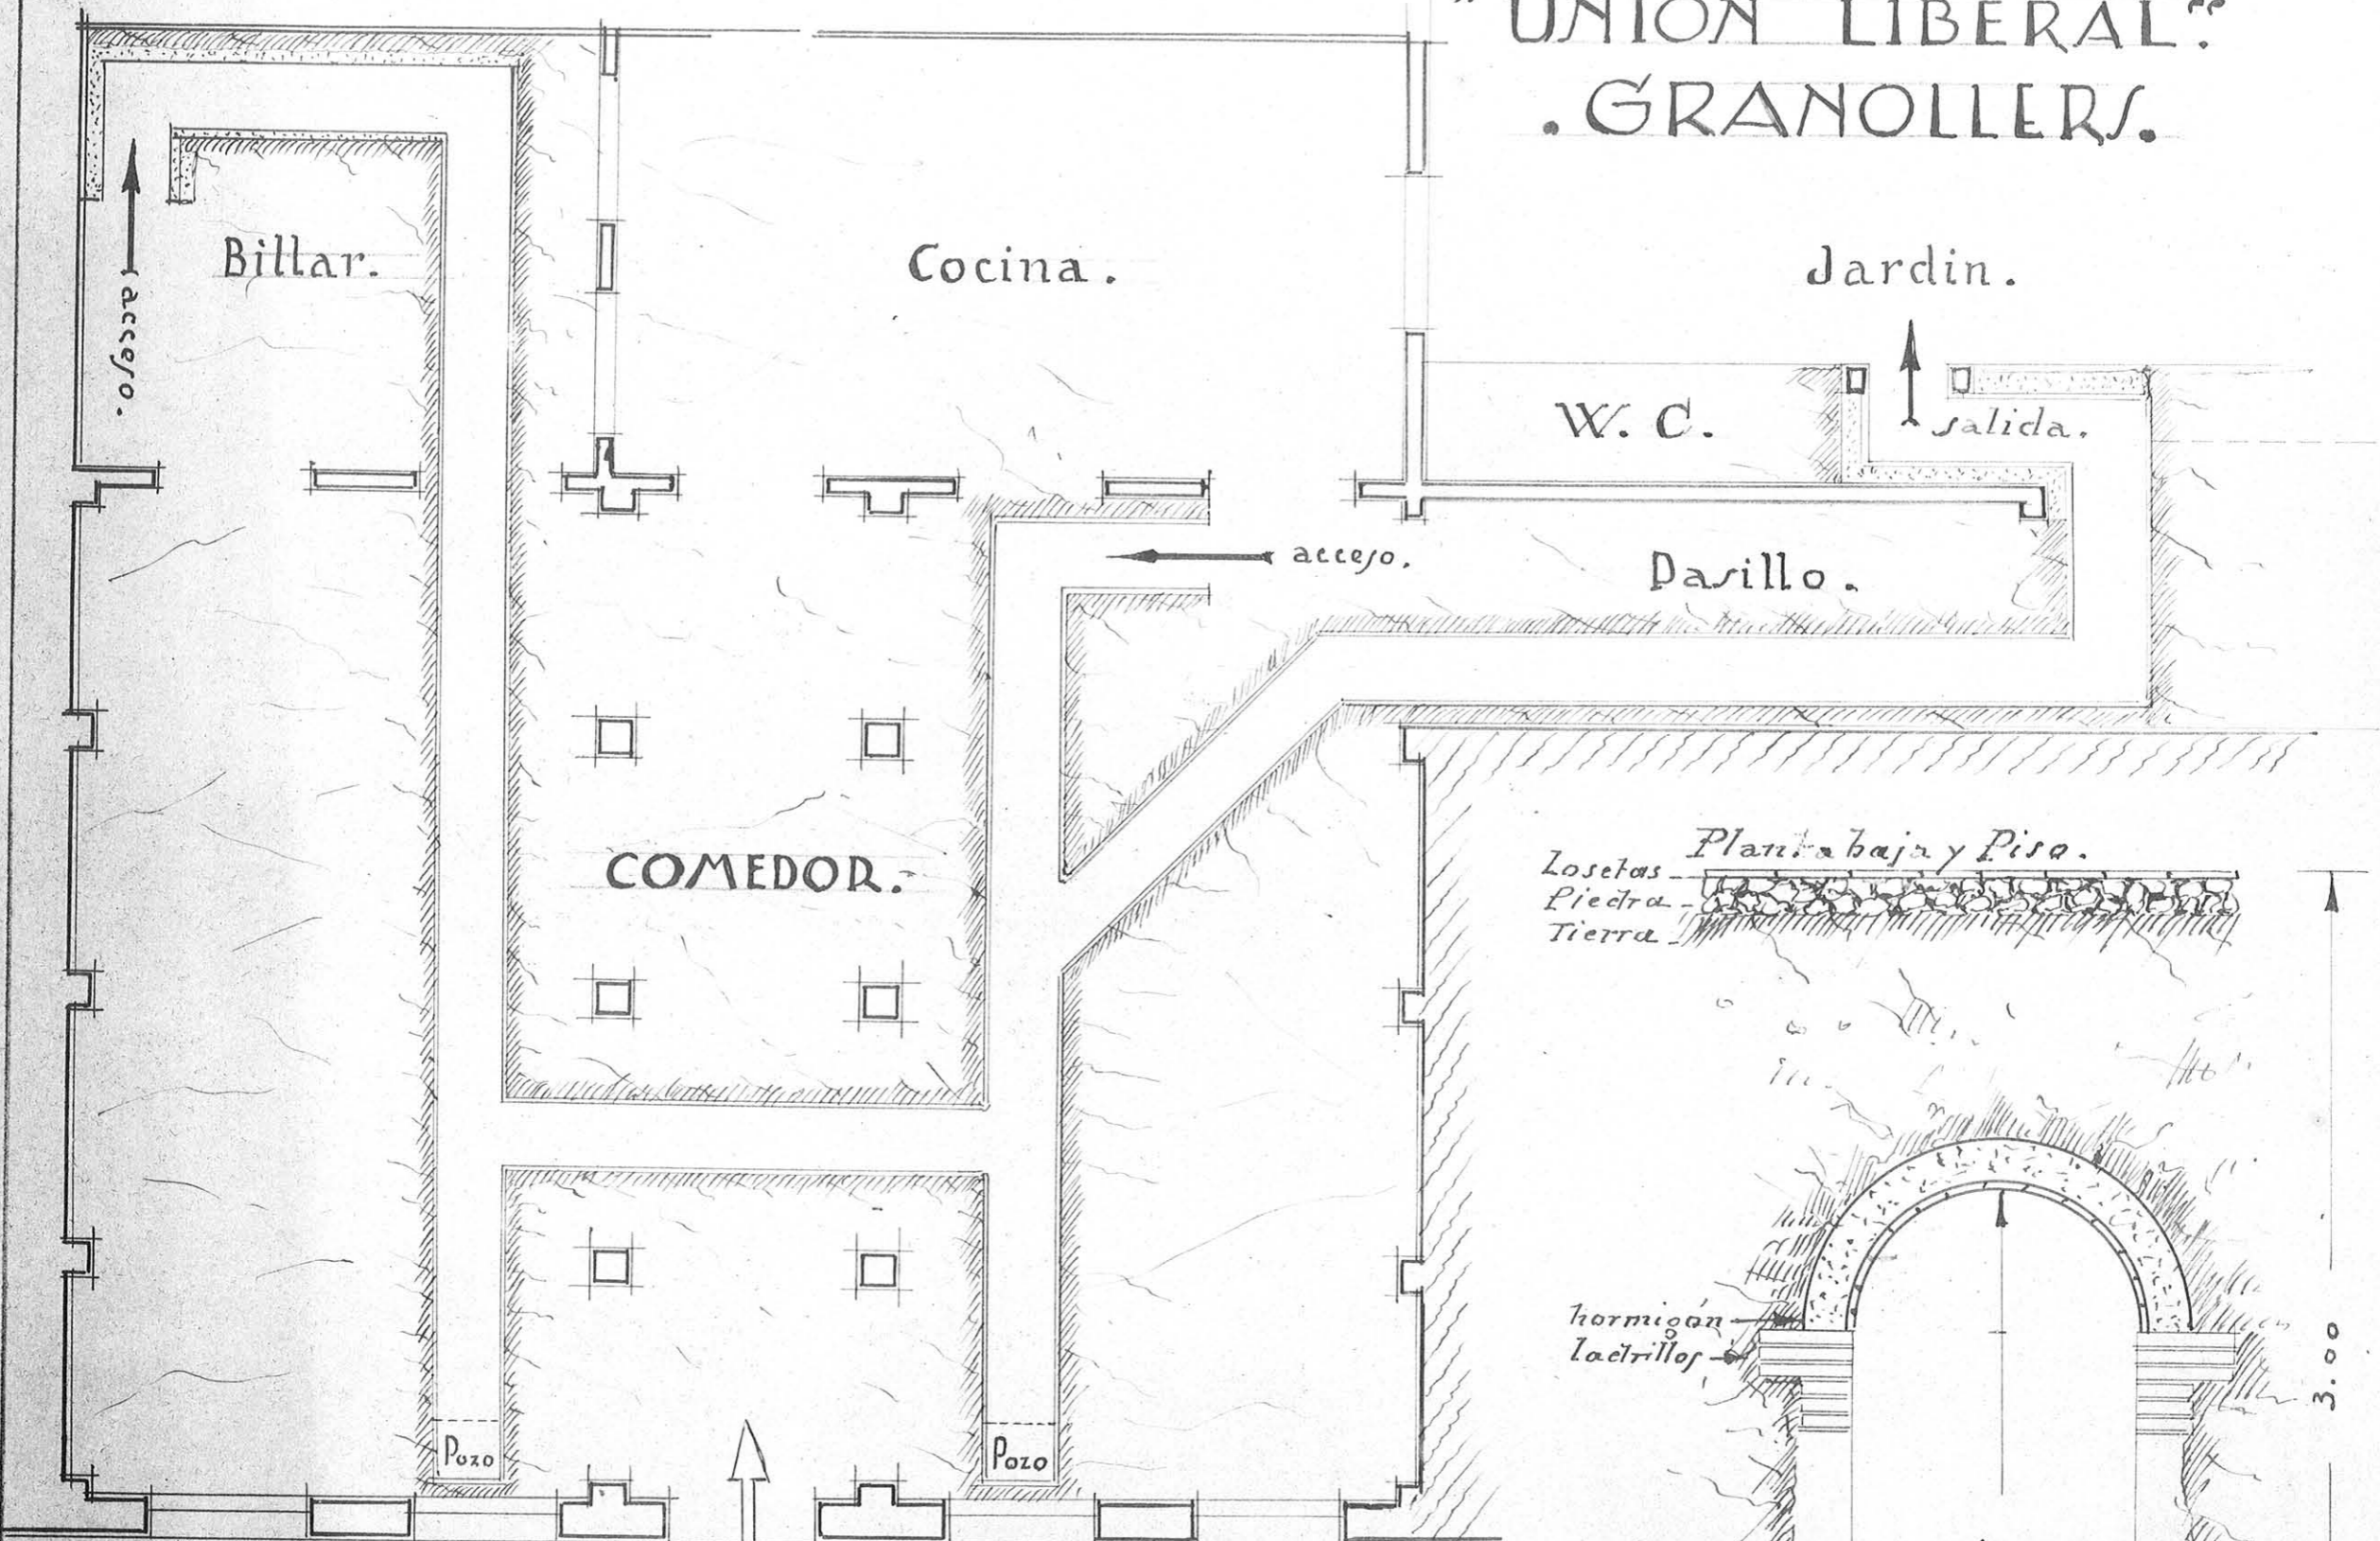 "UNION LIBERAL".
.GRANOLLERS.
Billar.
Cocina.
Jardin.
acceso.
W. C.
salida.
acceso.
Pasillo.
COMEDOR.
Planta baja y Piso.
Losetas
Piedra
Tierra
hormigón
o
ladrillos
3.00
Pozo
Pozo